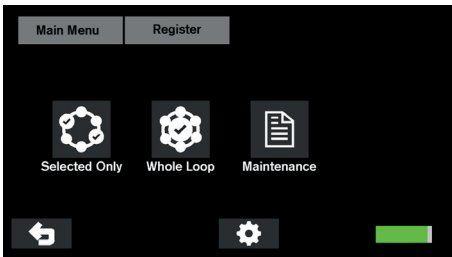 Main Menu
Register
Selected Only
Whole Loop
Maintenance